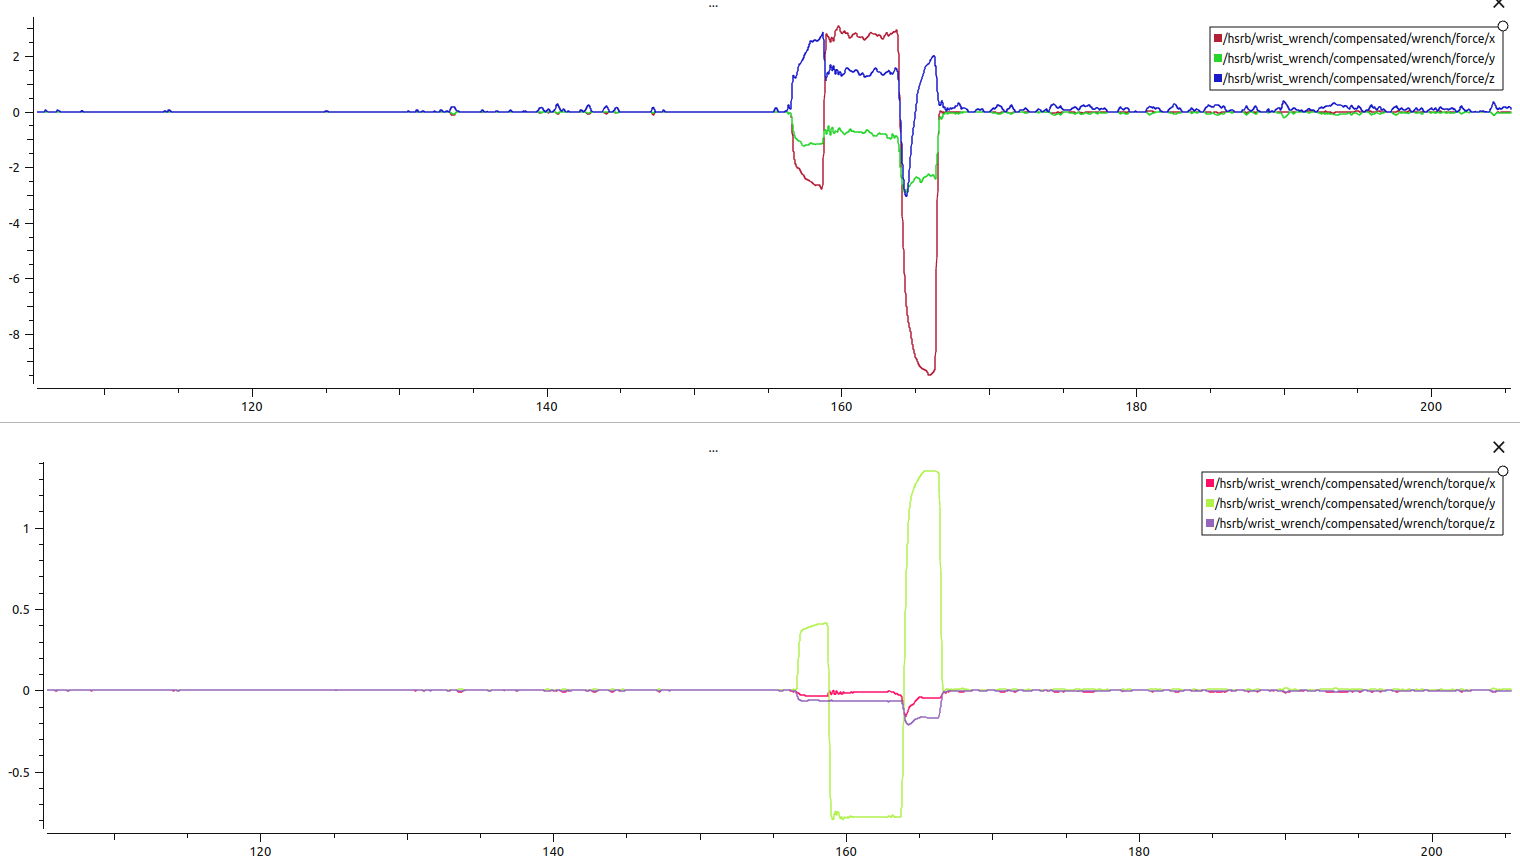 ...
/hsrb/wrist_wrench/compensated/wrench/force/x
/hsrb/wrist_wrench/compensated/wrench/force/y
/hsrb/wrist_wrench/compensated/wrench/force/z
2
0
-2
-4
-6
-8
120 140 160 180 200
...
/hsrb/wrist_wrench/compensated/wrench/torque/x
/hsrb/wrist_wrench/compensated/wrench/torque/y
/hsrb/wrist_wrench/compensated/wrench/torque/z
1
0.5
0
-0.5
120 140 160 180 200